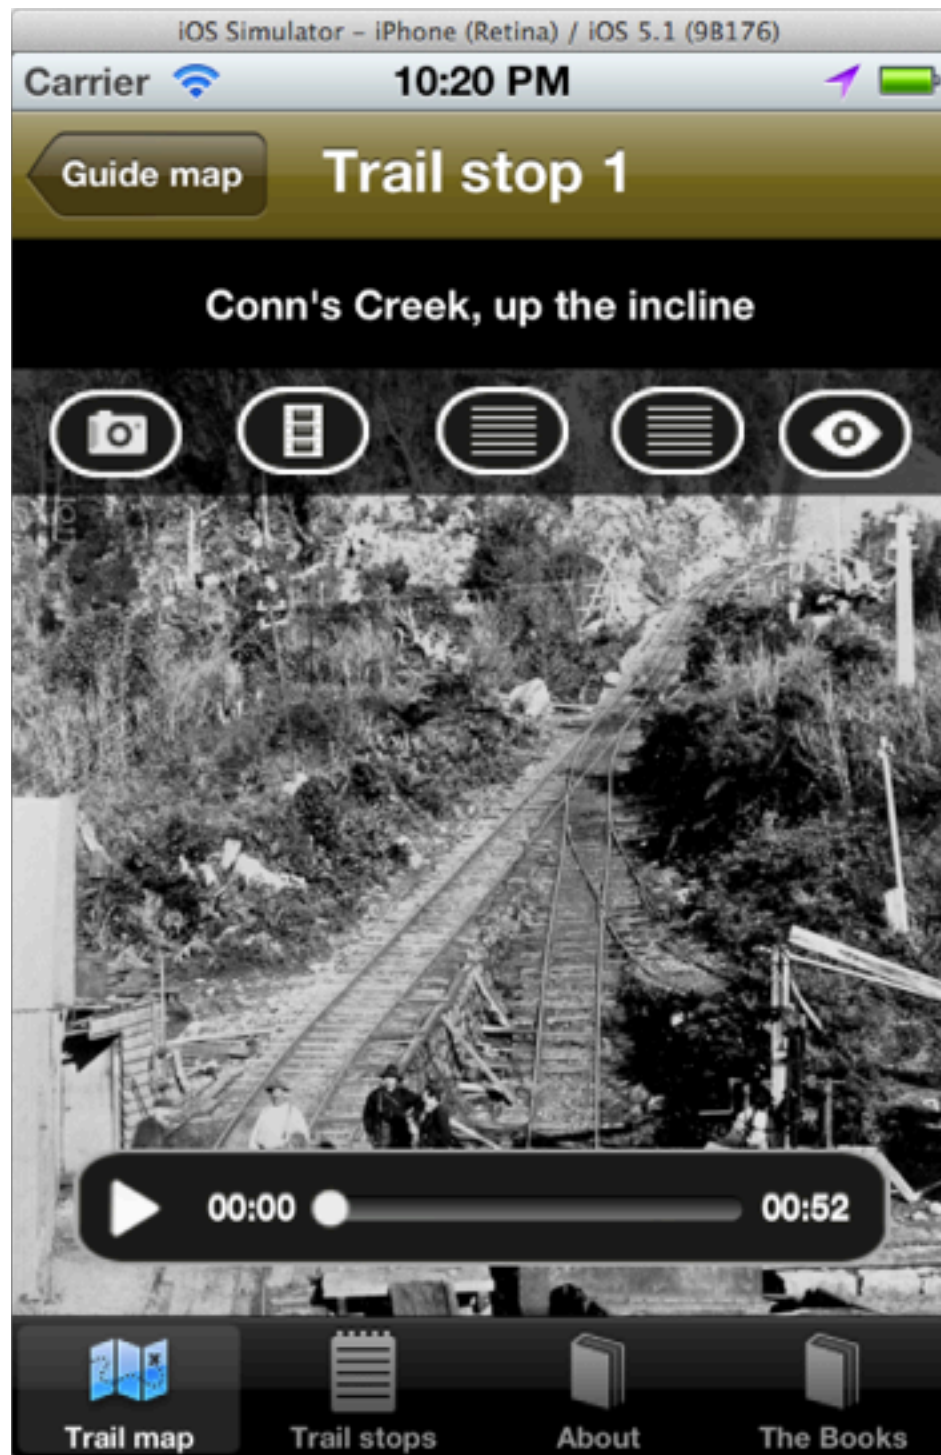 iOS Simulator – iPhone (Retina) / iOS 5.1 (9B176)
Carrier 10:20 PM
Guide map Trail stop 1
Conn's Creek, up the incline
00:00 00:52
Trail map Trail stops About The Books